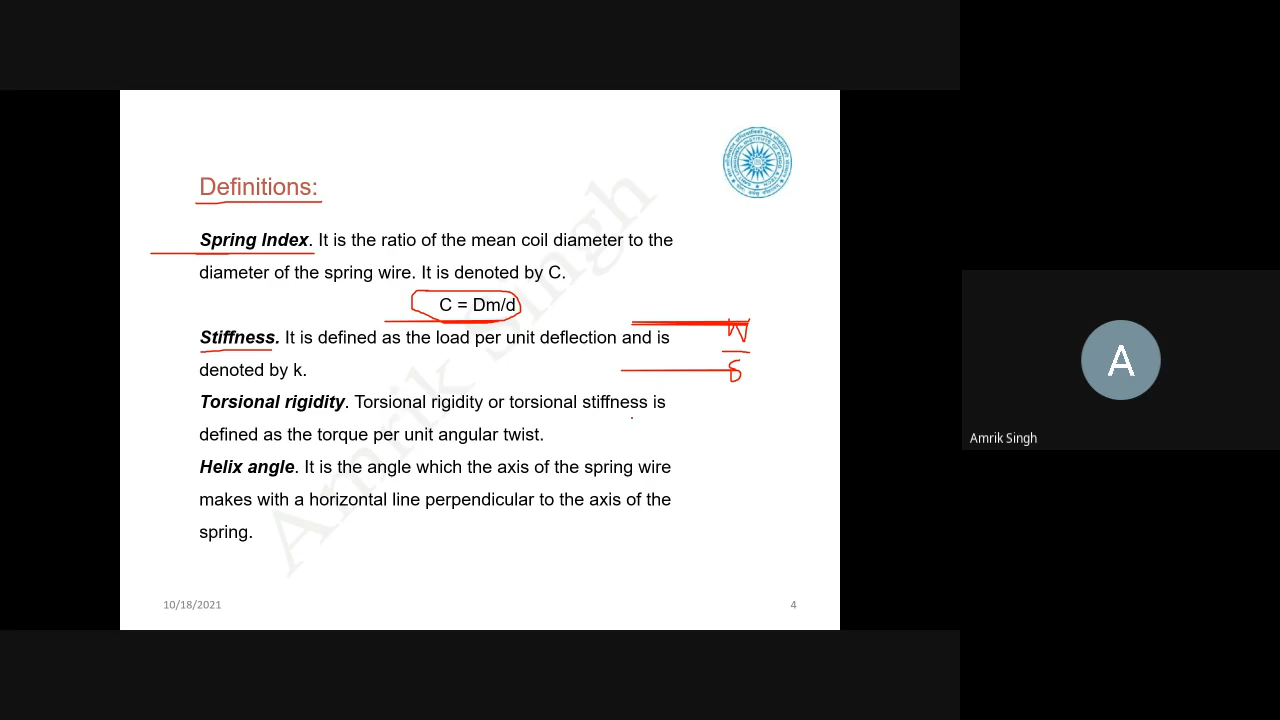 Definitions:
Spring Index. It is the ratio of the mean coil diameter to the
diameter of the spring wire. It is denoted by C.
C = Dm/d
Stiffness. It is defined as the load per unit deflection and is
W
δ
denoted by k.
Torsional rigidity. Torsional rigidity or torsional stiffness is
defined as the torque per unit angular twist.
Helix angle. It is the angle which the axis of the spring wire
makes with a horizontal line perpendicular to the axis of the
spring.
Amrik Singh
10/18/2021
4
A
Amrik Singh